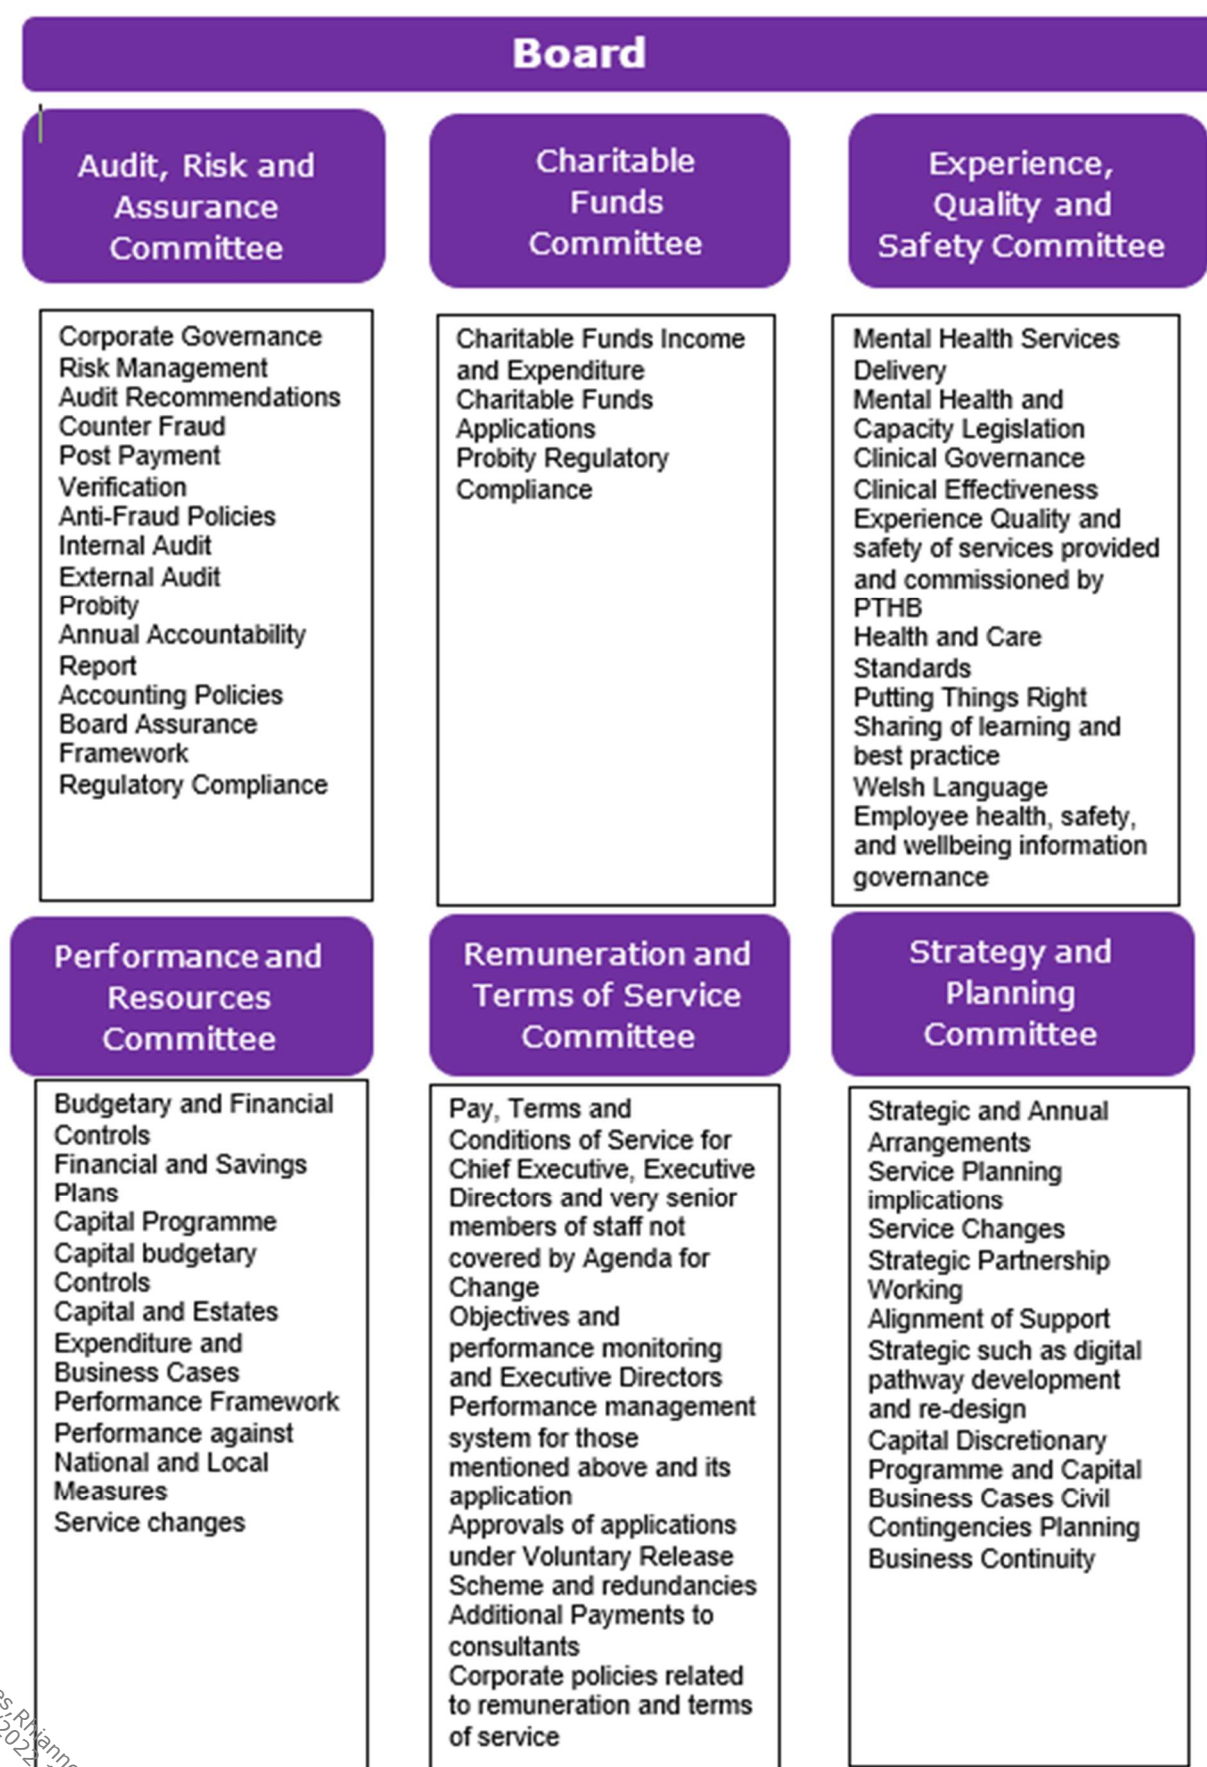 Board
Audit, Risk and
Assurance
Committee
Corporate Governance
Risk Management
Audit Recommendations
Counter Fraud
Post Payment
Verification
Anti-Fraud Policies
Internal Audit
External Audit
Probity
Annual Accountability
Report
Accounting Policies
Board Assurance
Framework
Regulatory Compliance
Charitable
Funds
Committee
Charitable Funds Income
and Expenditure
Charitable Funds
Applications
Probity Regulatory
Compliance
Experience,
Quality and
Safety Committee
Mental Health Services
Delivery
Mental Health and
Capacity Legislation
Clinical Governance
Clinical Effectiveness
Experience Quality and
safety of services provided
and commissioned by
PTHB
Health and Care
Standards
Putting Things Right
Sharing of learning and
best practice
Welsh Language
Employee health, safety,
and wellbeing information
governance
Performance and
Resources
Committee
Budgetary and Financial
Controls
Financial and Savings
Plans
Capital Programme
Capital budgetary
Controls
Capital and Estates
Expenditure and
Business Cases
Performance Framework
Performance against
National and Local
Measures
Service changes
Remuneration and
Terms of Service
Committee
Pay, Terms and
Conditions of Service for
Chief Executive, Executive
Directors and very senior
members of staff not
covered by Agenda for
Change
Objectives and
performance monitoring
and Executive Directors
Performance management
system for those
mentioned above and its
application
Approvals of applications
under Voluntary Release
Scheme and redundancies
Additional Payments to
consultants
Corporate policies related
to remuneration and terms
of service
Strategy and
Planning
Committee
Strategic and Annual
Arrangements
Service Planning
implications
Service Changes
Strategic Partnership
Working
Alignment of Support
Strategic such as digital
pathway development
and re-design
Capital Discretionary
Programme and Capital
Business Cases Civil
Contingencies Planning
Business Continuity